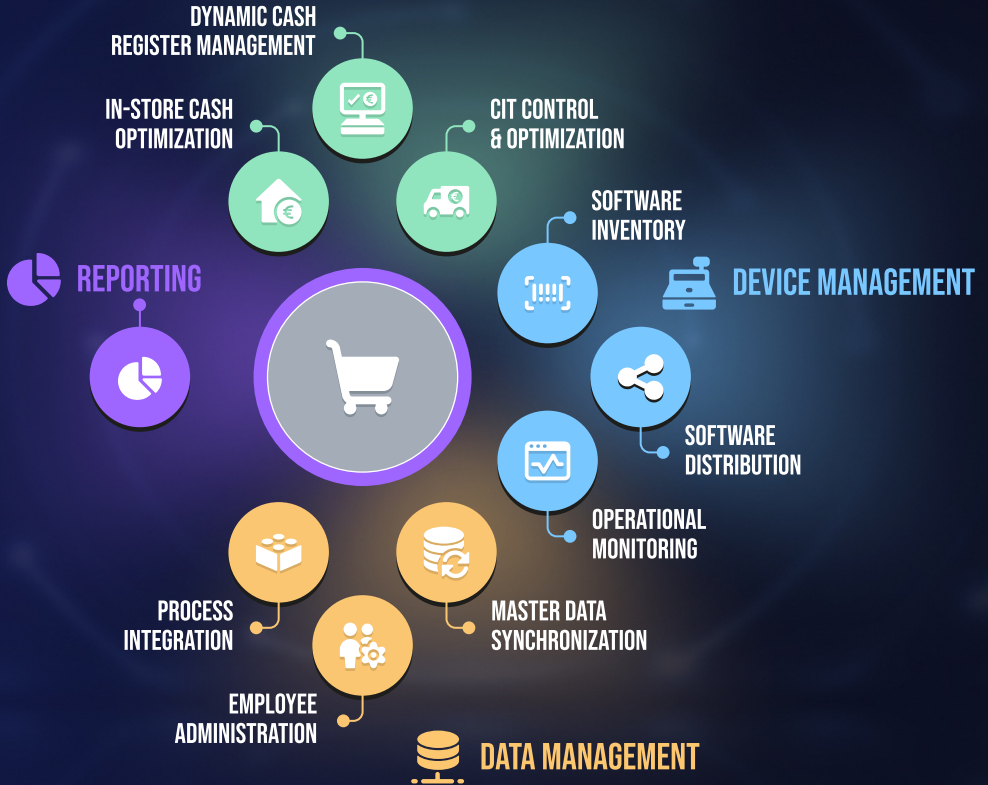 DYNAMIC CASH
REGISTER MANAGEMENT
IN-STORE CASH
OPTIMIZATION
CIT CONTROL
& OPTIMIZATION
SOFTWARE
INVENTORY
REPORTING
DEVICE MANAGEMENT
SOFTWARE
DISTRIBUTION
OPERATIONAL
MONITORING
PROCESS
INTEGRATION
MASTER DATA
SYNCHRONIZATION
EMPLOYEE
ADMINISTRATION
DATA MANAGEMENT